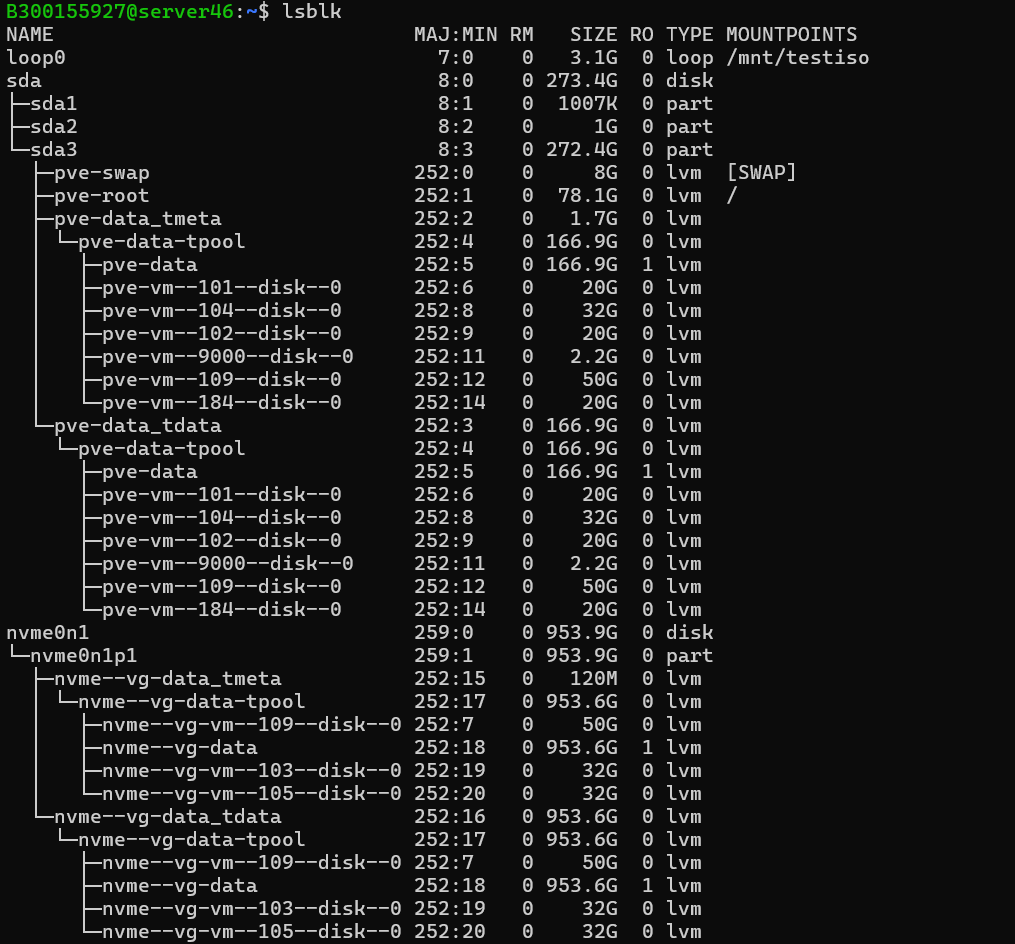 B300155927@server46:~$ lsblk
NAME                              MAJ:MIN RM   SIZE RO TYPE MOUNTPOINTS
loop0                               7:0    0   3.1G  0 loop /mnt/testiso
sda                                 8:0    0 273.4G  0 disk
├─sda1                              8:1    0  1007K  0 part
├─sda2                              8:2    0     1G  0 part
└─sda3                              8:3    0 272.4G  0 part
  ├─pve-swap                      252:0    0     8G  0 lvm  [SWAP]
  ├─pve-root                      252:1    0  78.1G  0 lvm  /
  ├─pve-data_tmeta                252:2    0   1.7G  0 lvm
  │ └─pve-data-tpool              252:4    0 166.9G  0 lvm
  │   ├─pve-data                  252:5    0 166.9G  1 lvm
  │   ├─pve-vm--101--disk--0      252:6    0    20G  0 lvm
  │   ├─pve-vm--104--disk--0      252:8    0    32G  0 lvm
  │   ├─pve-vm--102--disk--0      252:9    0    20G  0 lvm
  │   ├─pve-vm--9000--disk--0     252:11   0   2.2G  0 lvm
  │   ├─pve-vm--109--disk--0      252:12   0    50G  0 lvm
  │   └─pve-vm--184--disk--0      252:14   0    20G  0 lvm
  └─pve-data_tdata                252:3    0 166.9G  0 lvm
    └─pve-data-tpool              252:4    0 166.9G  0 lvm
      ├─pve-data                  252:5    0 166.9G  1 lvm
      ├─pve-vm--101--disk--0      252:6    0    20G  0 lvm
      ├─pve-vm--104--disk--0      252:8    0    32G  0 lvm
      ├─pve-vm--102--disk--0      252:9    0    20G  0 lvm
      ├─pve-vm--9000--disk--0     252:11   0   2.2G  0 lvm
      ├─pve-vm--109--disk--0      252:12   0    50G  0 lvm
      └─pve-vm--184--disk--0      252:14   0    20G  0 lvm
nvme0n1                           259:0    0 953.9G  0 disk
└─nvme0n1p1                       259:1    0 953.9G  0 part
  ├─nvme--vg-data_tmeta           252:15   0   120M  0 lvm
  │ └─nvme--vg-data-tpool         252:17   0 953.6G  0 lvm
  │   ├─nvme--vg-vm--109--disk--0 252:7    0    50G  0 lvm
  │   ├─nvme--vg-data             252:18   0 953.6G  1 lvm
  │   ├─nvme--vg-vm--103--disk--0 252:19   0    32G  0 lvm
  │   └─nvme--vg-vm--105--disk--0 252:20   0    32G  0 lvm
  └─nvme--vg-data_tdata           252:16   0 953.6G  0 lvm
    └─nvme--vg-data-tpool         252:17   0 953.6G  0 lvm
      ├─nvme--vg-vm--109--disk--0 252:7    0    50G  0 lvm
      ├─nvme--vg-data             252:18   0 953.6G  1 lvm
      ├─nvme--vg-vm--103--disk--0 252:19   0    32G  0 lvm
      └─nvme--vg-vm--105--disk--0 252:20   0    32G  0 lvm